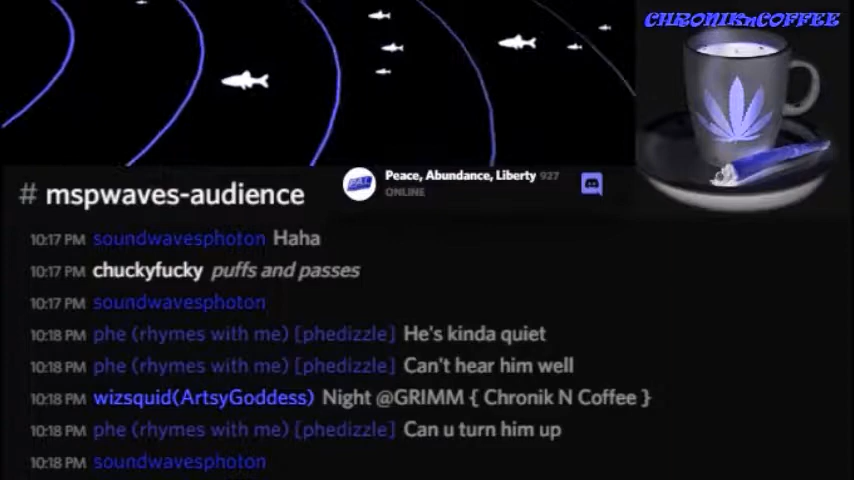 CHRONIKnCOFFEE
Peace, Abundance, Liberty 927
ONLINE
# mspwaves-audience
10:17 PM soundwavesphoton Haha
10:17 PM chuckyfucky puffs and passes
10:17 PM soundwavesphoton
10:18 PM phe (rhymes with me) [phedizzle] He's kinda quiet
10:18 PM phe (rhymes with me) [phedizzle] Can't hear him well
10:18 PM wizsquid(ArtsyGoddess) Night @GRIMM { Chronik N Coffee }
10:18 PM phe (rhymes with me) [phedizzle] Can u turn him up
10:18 PM soundwavesphoton